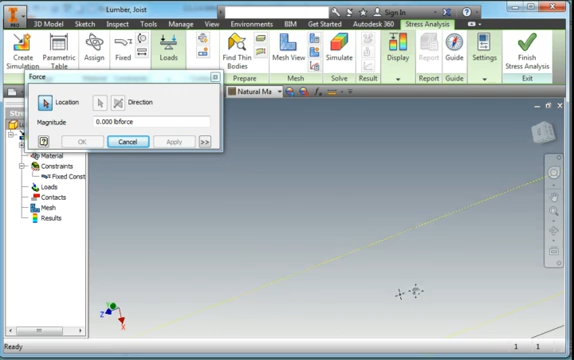 Lumber, Joist
Sign In
3D Model Sketch Inspect Tools Manage View Environments BIM Get Started Autodesk 360 Stress Analysis
Create Simulation
Parametric Table
Assign
Fixed
Loads
Find Thin Bodies
Mesh View
Simulate
Report
Guide
Display
Settings
Finish Stress Analysis
Prepare Mesh Solve Result Report Guide Exit
Force
Location
Direction
Magnitude 0.000 lbforce
OK Cancel Apply >>
Natural Ma
Material
Constraints
Fixed Const
Loads
Contacts
Mesh
Results
Z
X
Ready
1 1